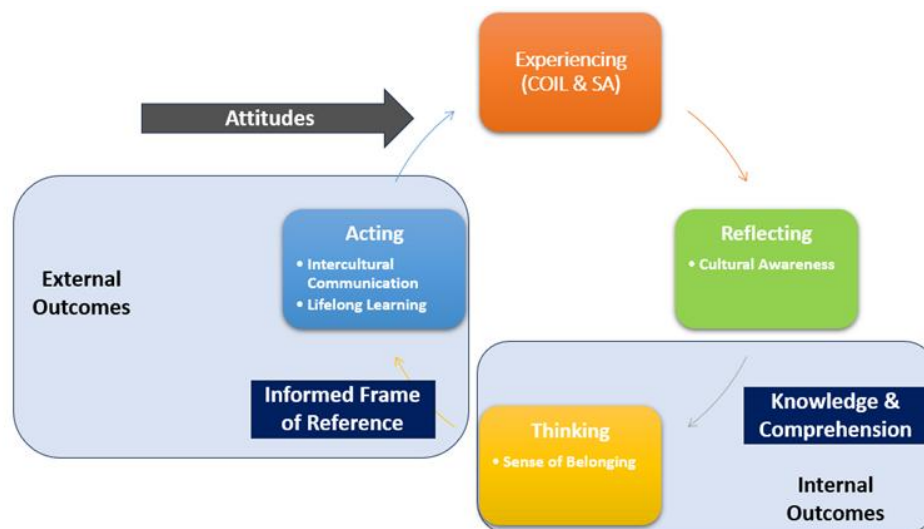 Experiencing
(COIL & SA)
Attitudes
Acting
• Intercultural
Communication
• Lifelong Learning
Reflecting
• Cultural Awareness
External
Outcomes
Informed Frame
of Reference
Thinking
• Sense of Belonging
Knowledge &
Comprehension
Internal
Outcomes